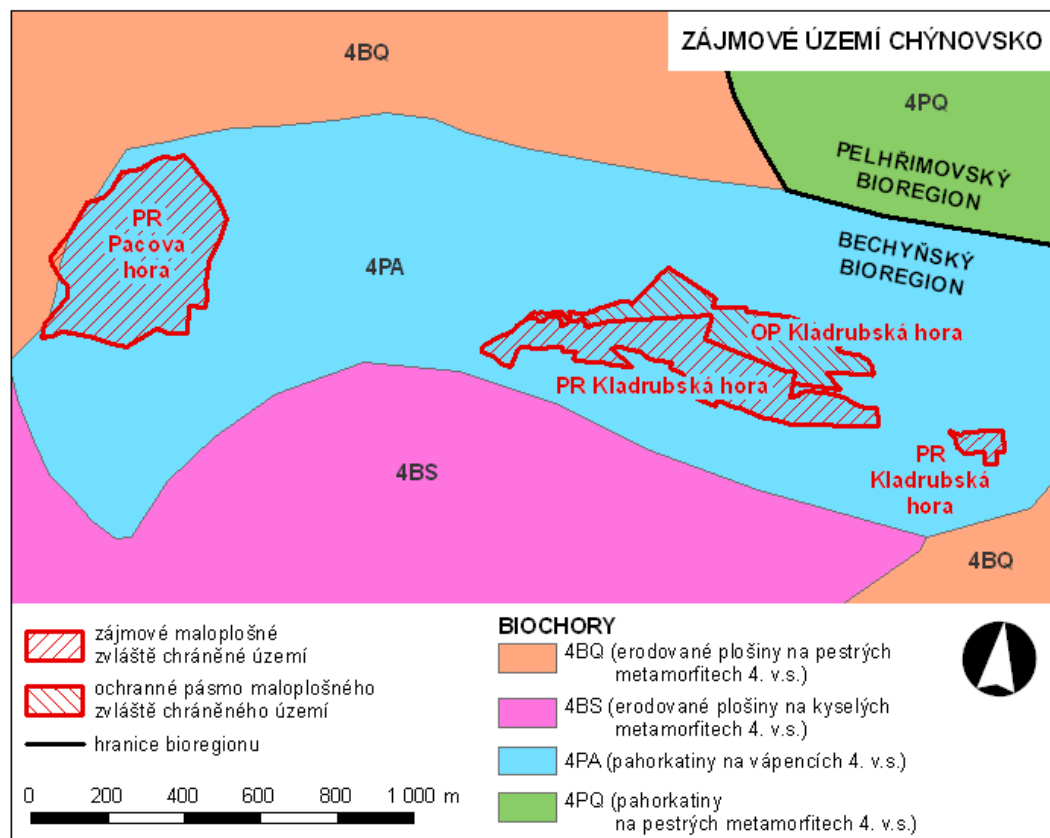 ZÁJMOVÉ ÚZEMÍ CHÝNOVSKO
4BQ
4PQ
PELHŘIMOVSKÝ
BIOREGION
BECHYŇSKÝ
BIOREGION
PR
Pacova
hora
4PA
OP Kladrubská hora
PR Kladrubská hora
PR
Kladrubská
hora
4BS
4BQ
zájmové maloplošné
zvláště chráněné území
ochranné pásmo maloplošného
zvláště chráněného území
hranice bioregionu
0 200 400 600 800 1 000 m
BIOCHORY
4BQ (erodované plošiny na pestrých
metamorfitech 4. v.s.)
4BS (erodované plošiny na kyselých
metamorfitech 4. v.s.)
4PA (pahorkatiny na vápencích 4. v.s.)
4PQ (pahorkatiny
na pestrých metamorfitech 4. v.s.)